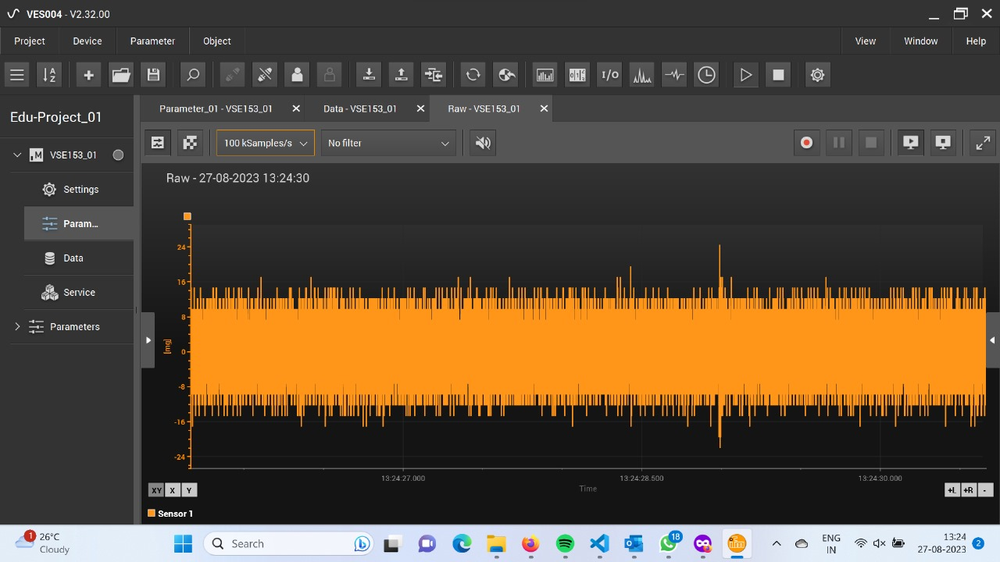 VES004 - V2.32.00
Project Device Parameter Object View Window Help
A Z
I/O
Edu-Project_01
Parameter_01 - VSE153_01 Data - VSE153_01 Raw - VSE153_01
100 kSamples/s No filter
M VSE153_01
Settings
Param...
Data
Service
Parameters
Raw - 27-08-2023 13:24:30
24
16
8
0
-8
-16
-24
[mg]
13:24:27.000 13:24:28.500 13:24:30.000
Time
XY X Y +L +R -
Sensor 1
1
26°C
Cloudy
Search
18
ENG
IN
13:24
27-08-2023
2